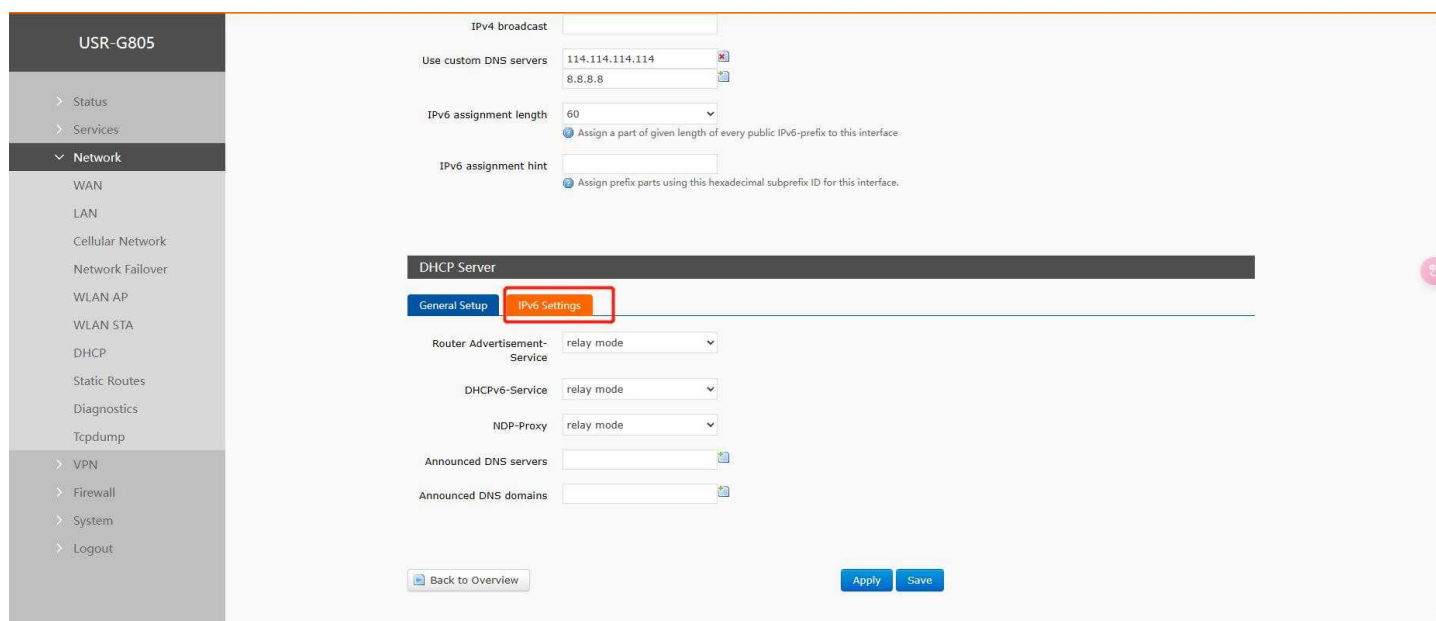 USR-G805
Status
Services
Network
WAN
LAN
Cellular Network
Network Failover
WLAN AP
WLAN STA
DHCP
Static Routes
Diagnostics
Tcpdump
VPN
Firewall
System
Logout
IPv4 broadcast
Use custom DNS servers
114.114.114.114
8.8.8.8
IPv6 assignment length
60
Assign a part of given length of every public IPv6-prefix to this interface
IPv6 assignment hint
Assign prefix parts using this hexadecimal subprefix ID for this interface.
DHCP Server
General Setup
IPv6 Settings
Router Advertisement-
Service
relay mode
DHCPv6-Service
relay mode
NDP-Proxy
relay mode
Announced DNS servers
Announced DNS domains
Back to Overview
Apply
Save